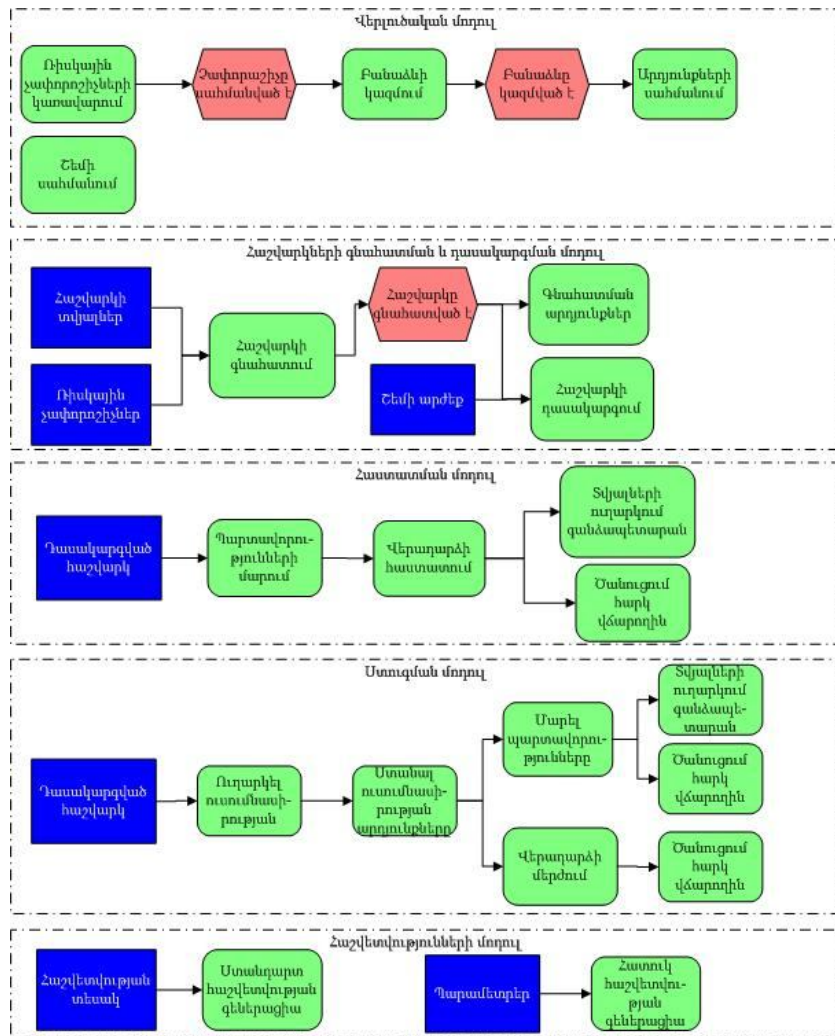 Վերլուծական մոդուլ
Ռիսկային
չափորոշիչների
կառավարում
Չափորաշիչը
սահմանված է
Բանաձևի
կազմում
Բանաձևը
կազմված է
Արդյունքների
սահմանում
Շեմի
սահմանում
Հաշվարկների գնահատման և դասակարգման մոդուլ
Հաշվարկի
տվյալներ
Ռիսկային
չափորոշիչներ
Հաշվարկի
գնահատում
Հաշվարկը
գնահատված է
Շեմի արժեք
Գնահատման
արդյունքներ
Հաշվարկի
դասակարգում
Հաստատման մոդուլ
Դասակարգված
հաշվարկ
Պարտավորու-
թյունների
մարում
Վերադարձի
հաստատում
Տվյալների
ուղարկում
գանձապետարան
Ծանուցում
հարկ
վճարողին
Ստուգման մոդուլ
Դասակարգված
հաշվարկ
Ուղարկել
ուսումնասի-
րության
Ստանալ
ուսումնասի-
րության
արդյունքները
Մարել
պարտավորու-
թյունները
Տվյալների
ուղարկում
գանձապե-
տարան
Ծանուցում
հարկ
վճարողին
Վերադարձի
մերժում
Ծանուցում
հարկ
վճարողին
Հաշվետվությունների մոդուլ
Հաշվետվության
տեսակ
Ստանդարտ
հաշվետվության
գեներացիա
Պարամետրեր
Հատուկ
հաշվետվու-
թյան
գեներացիա